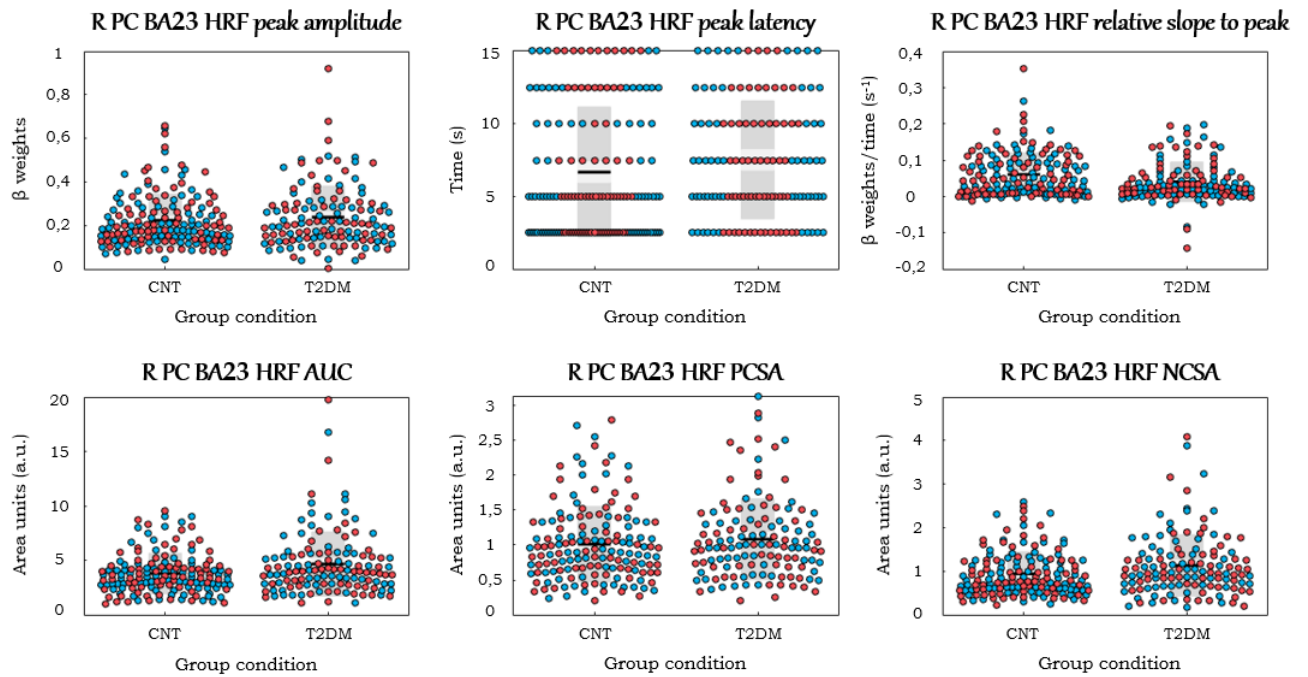 R PC BA23 HRF peak amplitude
β weights
1
0,8
0,6
0,4
0,2
0
CNT
T2DM
Group condition
R PC BA23 HRF peak latency
Time (s)
15
10
5
0
CNT
T2DM
Group condition
R PC BA23 HRF relative slope to peak
β weights/ time (s⁻¹)
0,4
0,3
0,2
0,1
0
-0,1
-0,2
CNT
T2DM
Group condition
R PC BA23 HRF AUC
Area units (a.u.)
20
15
10
5
0
CNT
T2DM
Group condition
R PC BA23 HRF PCSA
Area units (a.u.)
3
2,5
2
1,5
1
0,5
0
CNT
T2DM
Group condition
R PC BA23 HRF NCSA
Area units (a.u.)
5
4
3
2
1
0
CNT
T2DM
Group condition